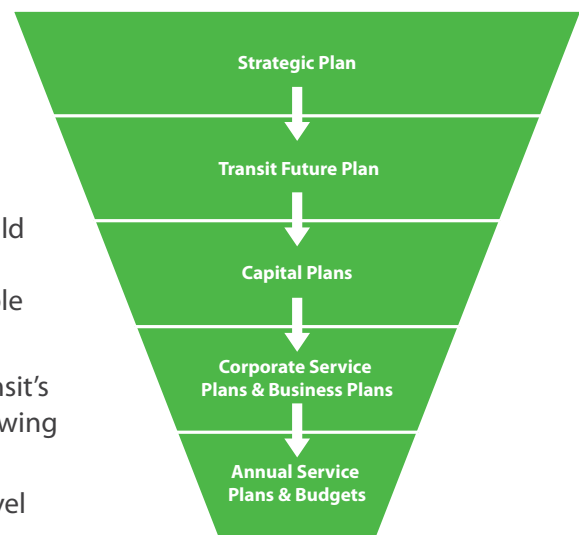 Strategic Plan
Transit Future Plan
Capital Plans
Corporate Service
Plans & Business Plans
Annual Service
Plans & Budgets